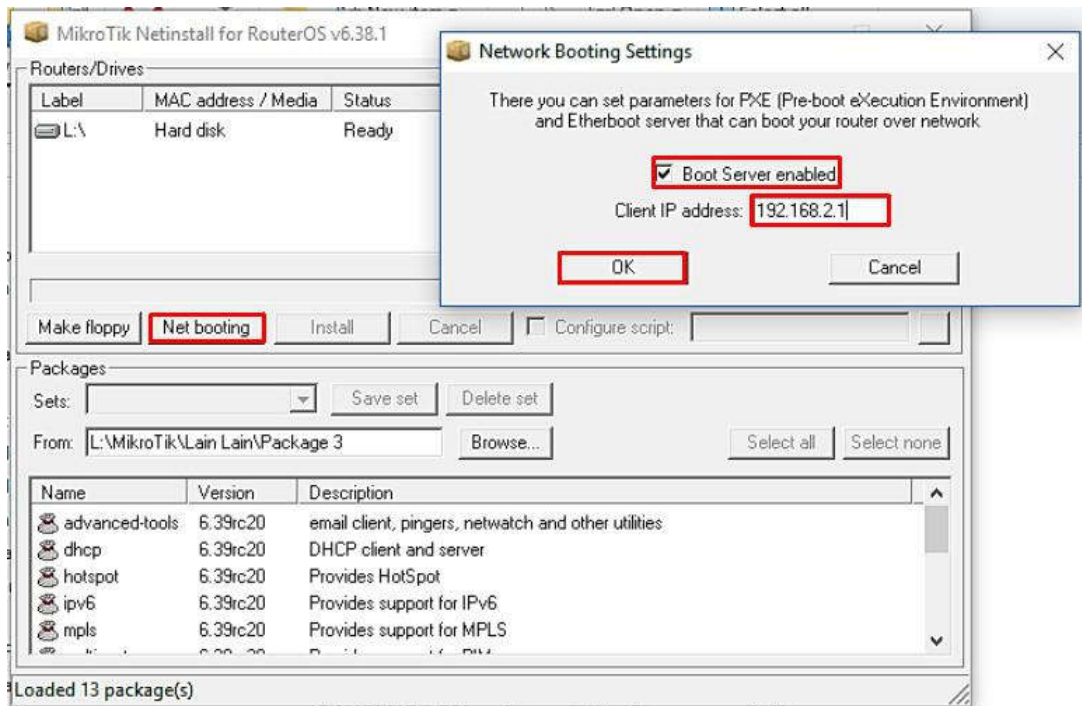 MikroTik Netinstall for RouterOS v6.38.1
Network Booting Settings
There you can set parameters for PXE (Pre-boot eXecution Environment)
and Etherboot server that can boot your router over network
Boot Server enabled
Client IP address: 192.168.2.1
OK Cancel
Routers/Drives
Label MAC address / Media Status
L:\ Hard disk Ready
Make floppy Net booting Install Cancel Configure script:
Packages
Sets: Save set Delete set
From: L:\MikroTik\Lain Lain\Package 3 Browse... Select all Select none
Name Version Description
advanced-tools 6.39rc20 email client, pingers, netwatch and other utilities
dhcp 6.39rc20 DHCP client and server
hotspot 6.39rc20 Provides HotSpot
ipv6 6.39rc20 Provides support for IPv6
mpls 6.39rc20 Provides support for MPLS
Loaded 13 package(s)